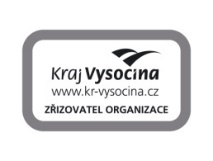 Kraj Vysočina
www.kr-vysocina.cz
ZŘIZOVATEL ORGANIZACE